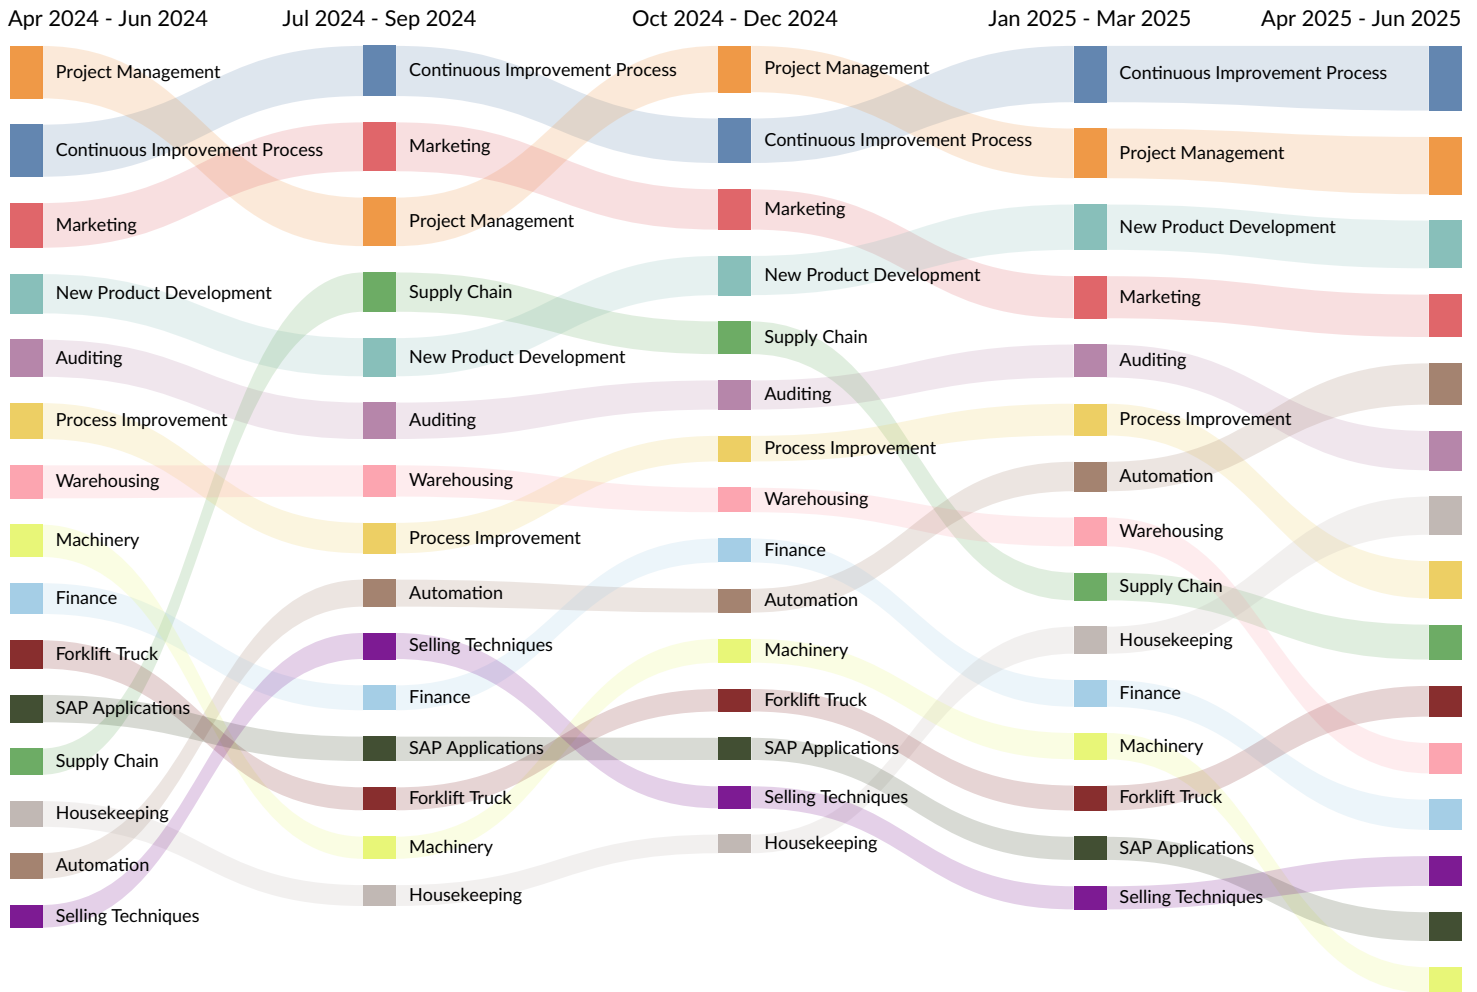 Apr 2024 - Jun 2024
Jul 2024 - Sep 2024
Oct 2024 - Dec 2024
Jan 2025 - Mar 2025
Apr 2025 - Jun 2025
Project Management
Continuous Improvement Process
Marketing
New Product Development
Auditing
Process Improvement
Warehousing
Machinery
Finance
Forklift Truck
SAP Applications
Supply Chain
Housekeeping
Automation
Selling Techniques
Continuous Improvement Process
Marketing
Project Management
Supply Chain
New Product Development
Auditing
Warehousing
Process Improvement
Automation
Selling Techniques
Finance
SAP Applications
Forklift Truck
Machinery
Housekeeping
Project Management
Continuous Improvement Process
Marketing
New Product Development
Supply Chain
Auditing
Process Improvement
Warehousing
Finance
Automation
Machinery
Forklift Truck
SAP Applications
Selling Techniques
Housekeeping
Continuous Improvement Process
Project Management
New Product Development
Marketing
Auditing
Process Improvement
Automation
Warehousing
Supply Chain
Housekeeping
Finance
Machinery
Forklift Truck
SAP Applications
Selling Techniques